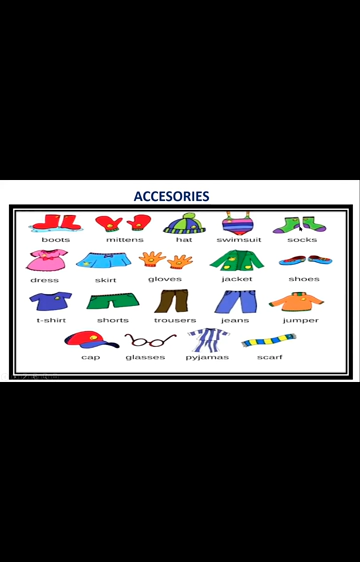 ACCESORIES
boots mittens hat swimsuit socks
dress skirt gloves jacket shoes
t-shirt shorts trousers jeans jumper
cap glasses pyjamas scarf